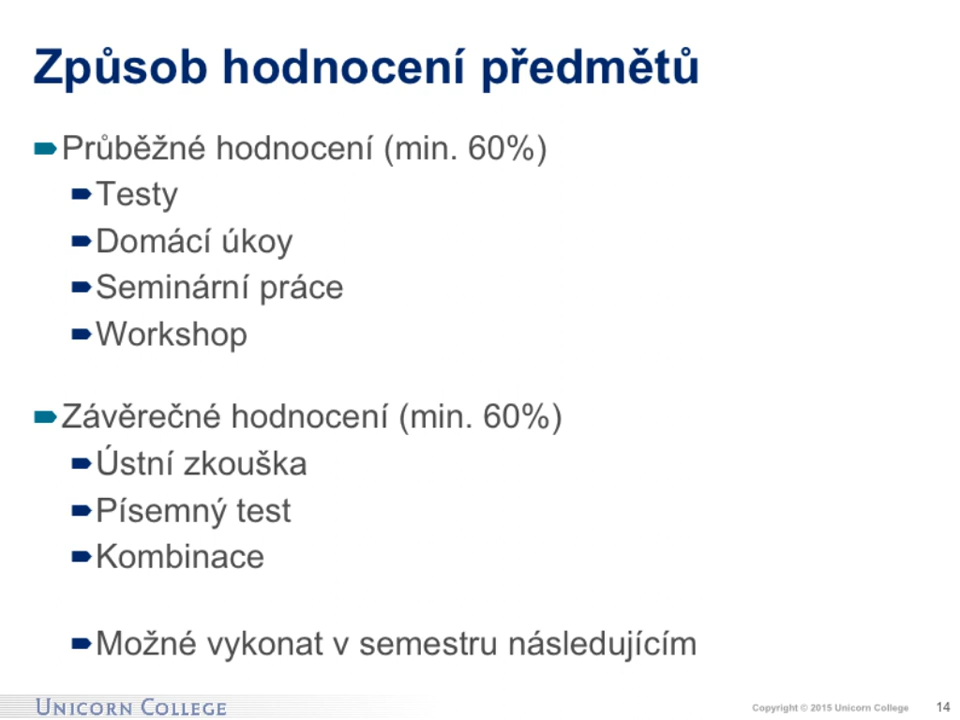 Způsob hodnocení předmětů
Průběžné hodnocení (min. 60%)
Testy
Domácí úkoy
Seminární práce
Workshop
Závěrečné hodnocení (min. 60%)
Ústní zkouška
Písemný test
Kombinace
Možné vykonat v semestru následujícím
UNICORN COLLEGE
Copyright © 2015 Unicorn College 14